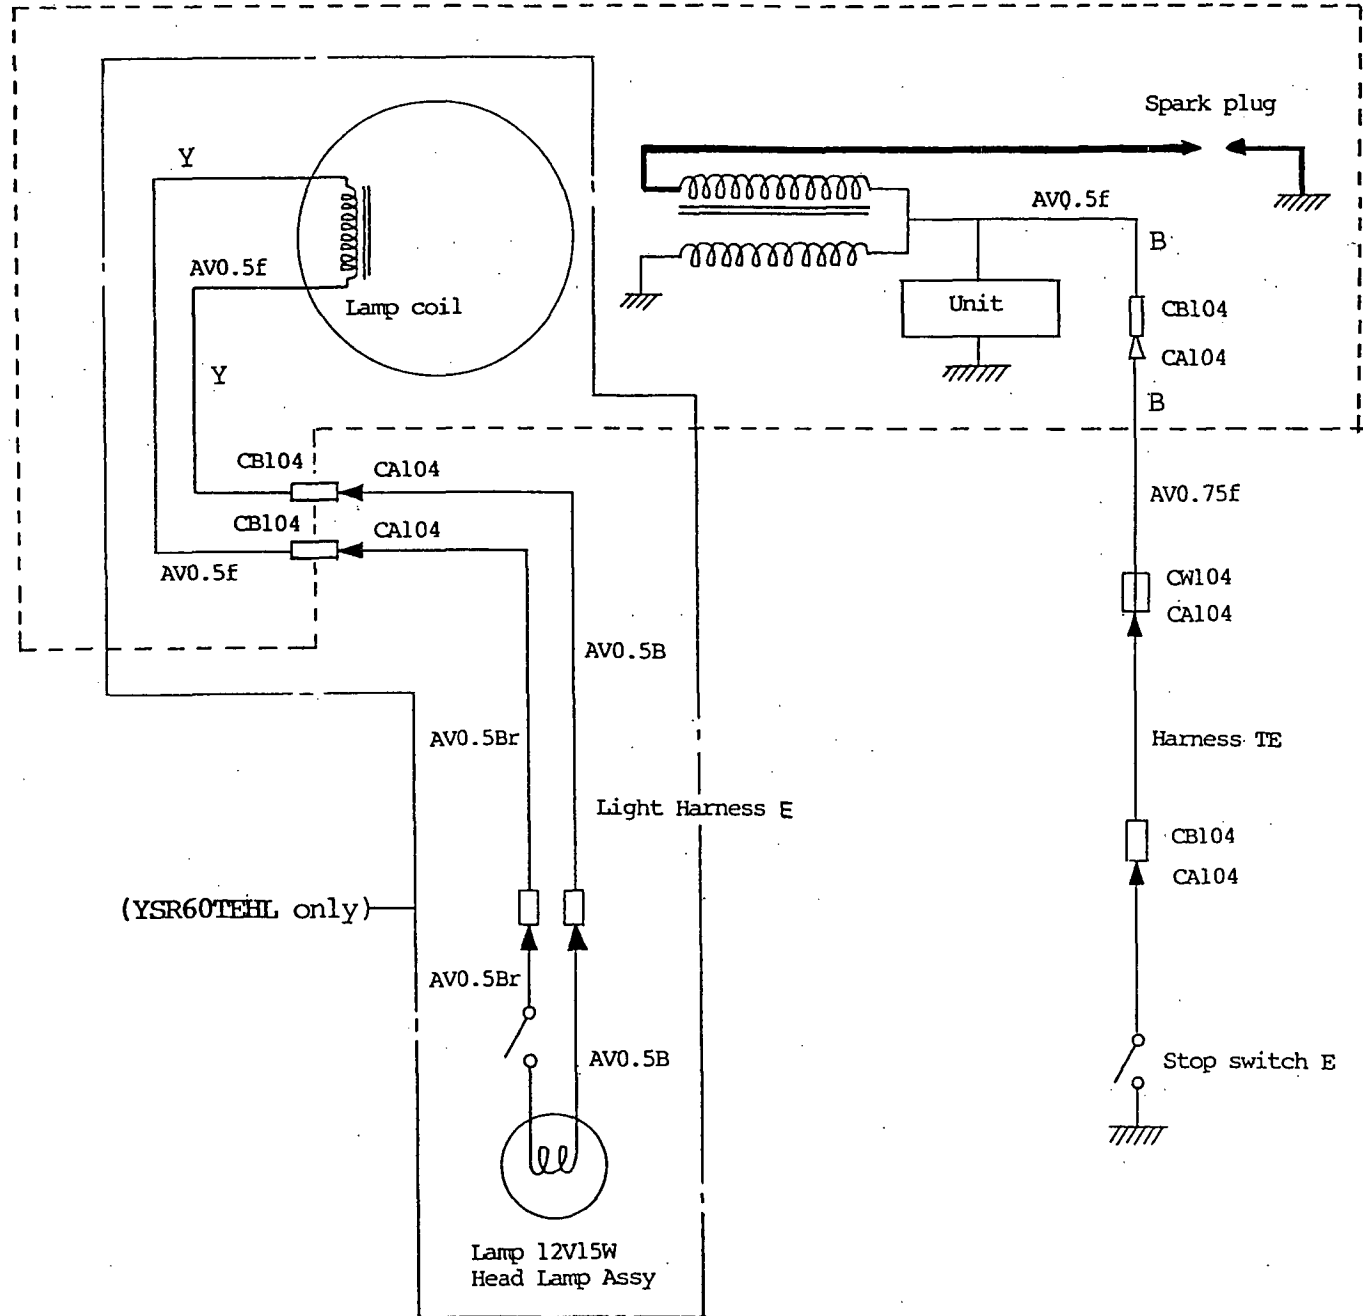 Spark plug
Y
AV0.5f
B
AV0.5f
Lamp coil
Unit
CB104
CA104
Y
B
CB104
CA104
AV0.75f
CB104
CA104
AV0.5f
CW104
CA104
AV0.5B
AV0.5Br
Harness TE
Light Harness E
CB104
CA104
(YSR60TEHL only)
AV0.5Br
AV0.5B
Stop switch E
Lamp 12V15W
Head Lamp Assy